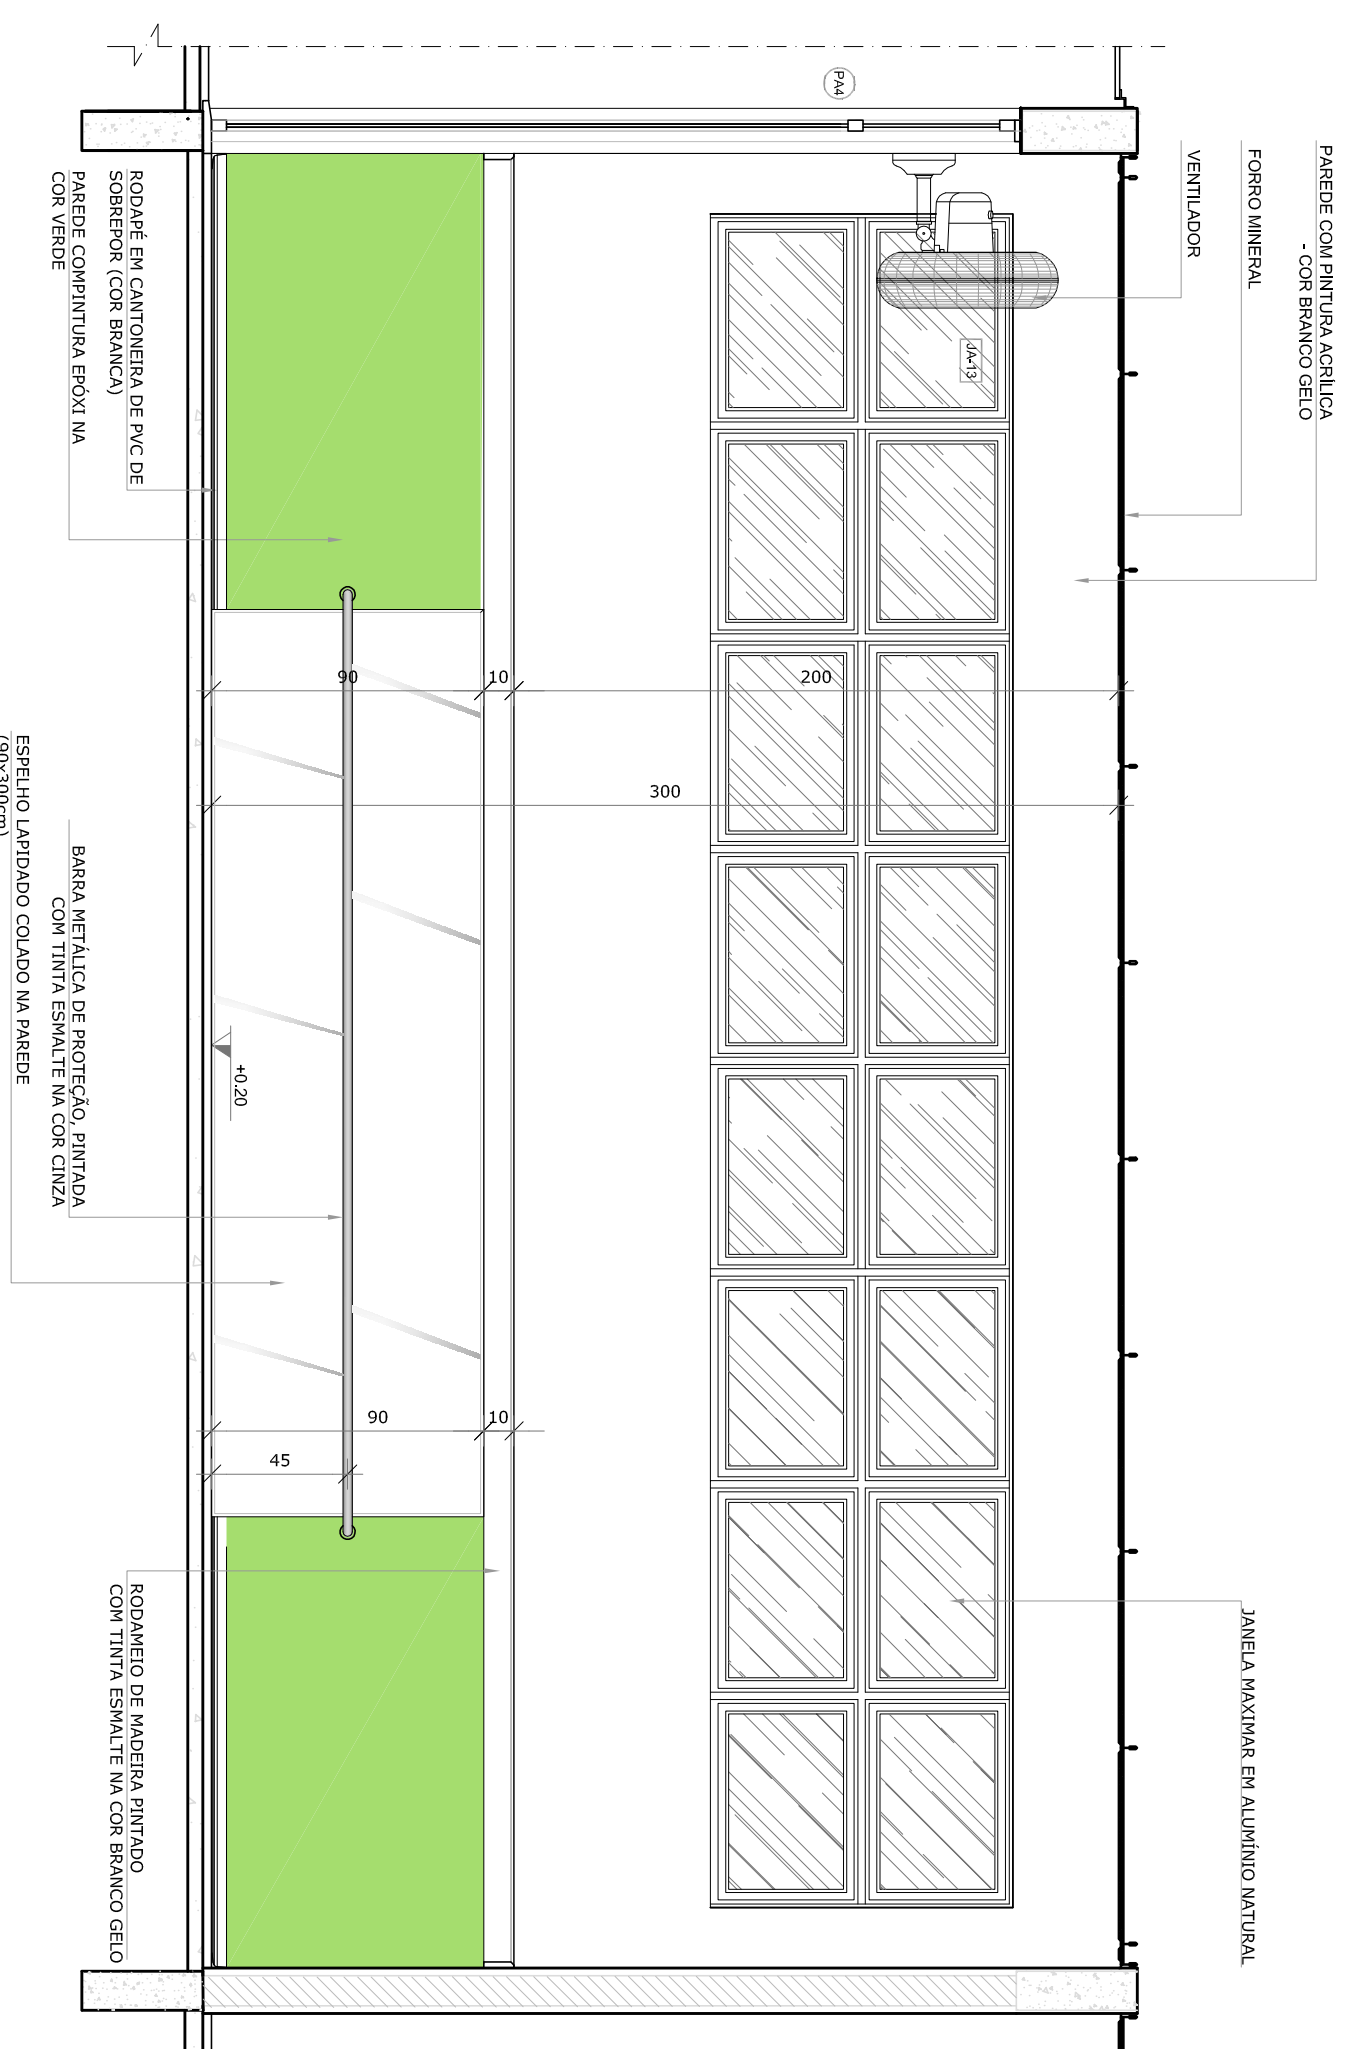 PAREDE COM PINTURA ACRÍLICA
- COR BRANCO GELO
FORRO MINERAL
VENTILADOR
JANELA MAXIMAR EM ALUMÍNIO NATURAL
PA4
JA-13
90
10
200
300
90
10
45
+0.20
RODAPÉ EM CANTONEIRA DE PVC DE
SOBREPOR (COR BRANCA)
PAREDE COMPINTURA EPÓXI NA
COR VERDE
BARRA METÁLICA DE PROTEÇÃO, PINTADA
COM TINTA ESMALTE NA COR CINZA
ESPELHO LAPIDADO COLADO NA PAREDE
(90x300cm)
RODAMEIO DE MADEIRA PINTADO
COM TINTA ESMALTE NA COR BRANCO GELO